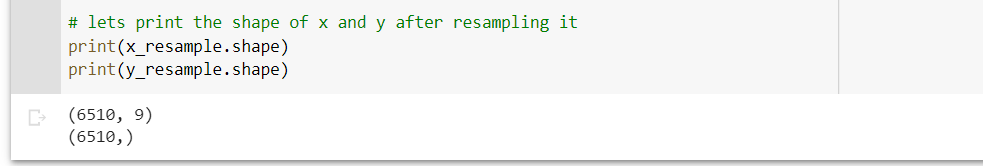 # lets print the shape of x and y after resampling it
print(x_resample.shape)
print(y_resample.shape)
(6510, 9)
(6510,)